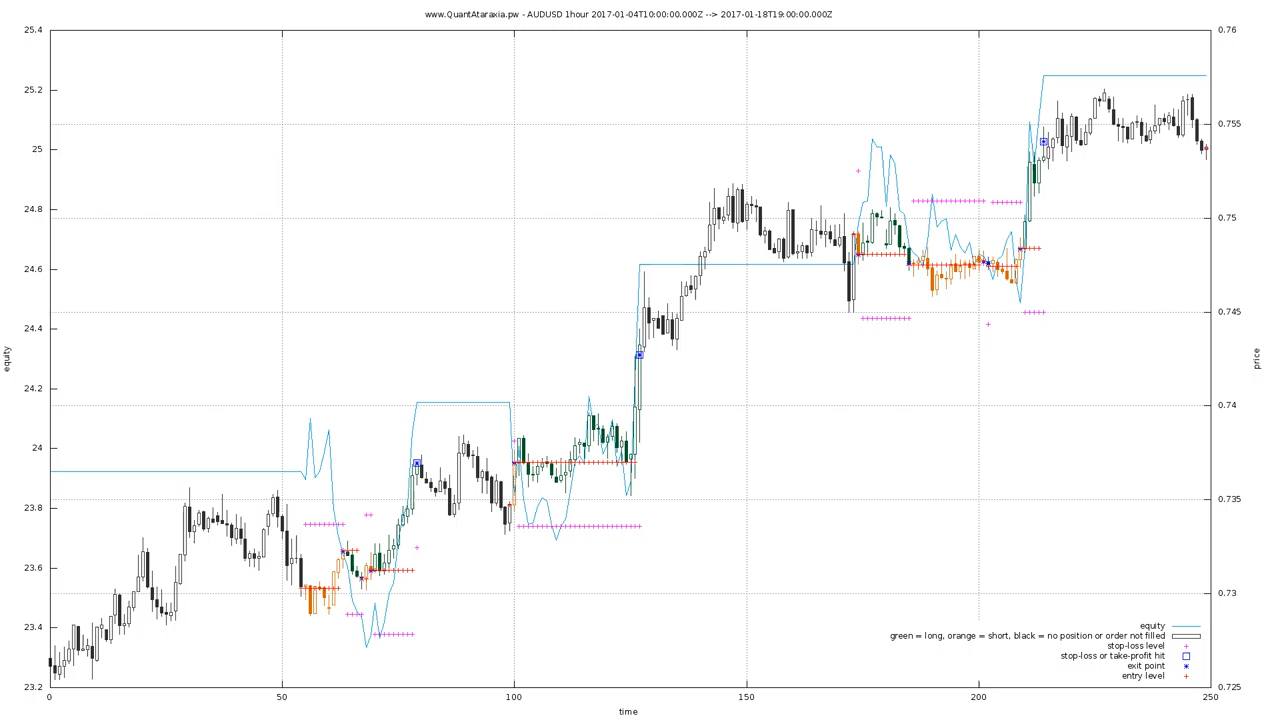 www.QuantAtaraxia.pw - AUDUSD 1hour 2017-01-04T10:00:00.000Z --> 2017-01-18T19:00:00.000Z
25.4
25.2
25
24.8
24.6
24.4
24.2
24
23.8
23.6
23.4
23.2
equity
0.76
0.755
0.75
0.745
0.74
0.735
0.73
0.725
price
equity
green = long, orange = short, black = no position or order not filled
stop-loss level
stop-loss or take-profit hit
exit point
entry level
0 50 100 150 200 250
time